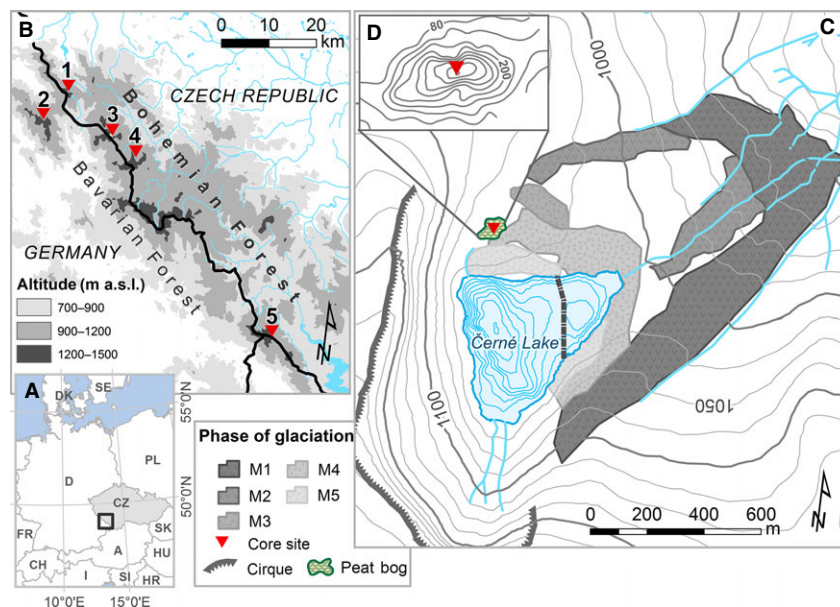 B
0 10 20
km
1
2
3
4
5
CZECH REPUBLIC
Bohemian Forest
Bavarian Forest
GERMANY
Altitude (m a.s.l.)
700–900
900–1200
1200–1500
N
A
DK
SE
D
PL
CZ
FR
SK
A
HU
CH
I
SI
HR
55°0'N
50°0'N
10°0'E
15°0'E
Phase of glaciation
M1
M4
M2
M5
M3
Core site
Cirque
Peat bog
D
80
200
C
1000
Černé Lake
1100
1050
0 200 400 600
m
N